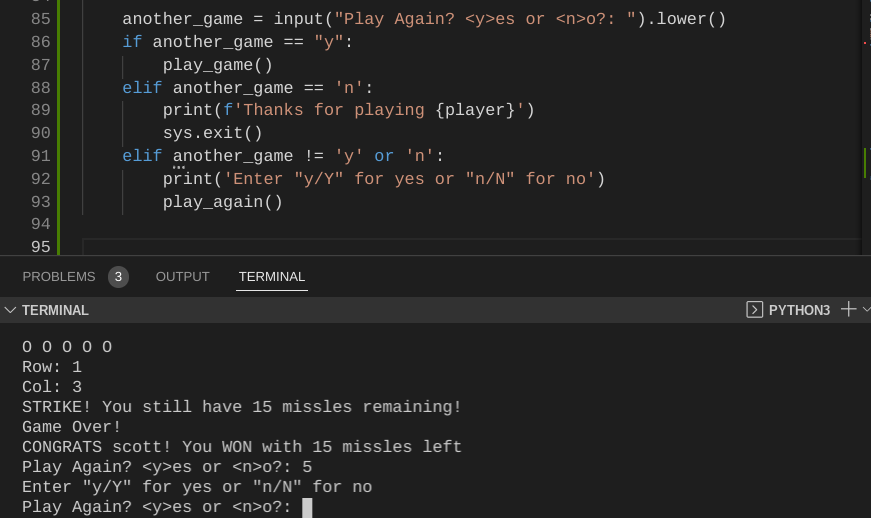 85 another_game = input("Play Again? <y>es or <n>o?: ").lower()
86 if another_game == "y":
87 play_game()
88 elif another_game == 'n':
89 print(f'Thanks for playing {player}')
90 sys.exit()
91 elif another_game != 'y' or 'n':
92 print('Enter "y/Y" for yes or "n/N" for no')
93 play_again()
94
95
PROBLEMS 3 OUTPUT TERMINAL
TERMINAL PYTHON3
O O O O O
Row: 1
Col: 3
STRIKE! You still have 15 missles remaining!
Game Over!
CONGRATS scott! You WON with 15 missles left
Play Again? <y>es or <n>o?: 5
Enter "y/Y" for yes or "n/N" for no
Play Again? <y>es or <n>o?: